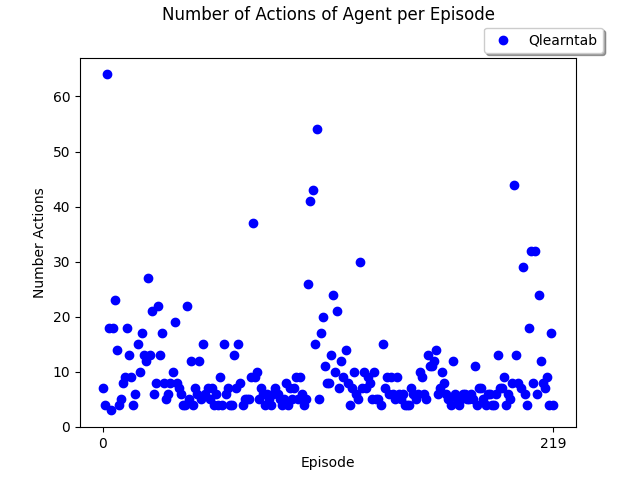 Number of Actions of Agent per Episode
Qlearntab
60
50
40
30
20
10
0
Number Actions
0
219
Episode